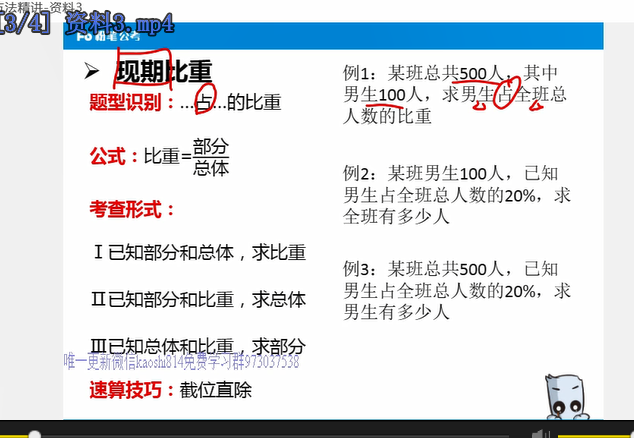 方法精讲-资料3
[3/4] 资料3.mp4
粉笔公考
➢ 现期比重
题型识别：…占…的比重
公式：比重=部分/总体
考查形式：
Ⅰ已知部分和总体，求比重
Ⅱ已知部分和比重，求总体
Ⅲ已知总体和比重，求部分
唯一更新微信kaoshi814免费学习群973037538
速算技巧：截位直除
例1：某班总共500人，其中
男生100人，求男生占全班总
人数的比重
例2：某班男生100人，已知
男生占全班总人数的20%，求
全班有多少人
例3：某班总共500人，已知
男生占全班总人数的20%，求
男生有多少人